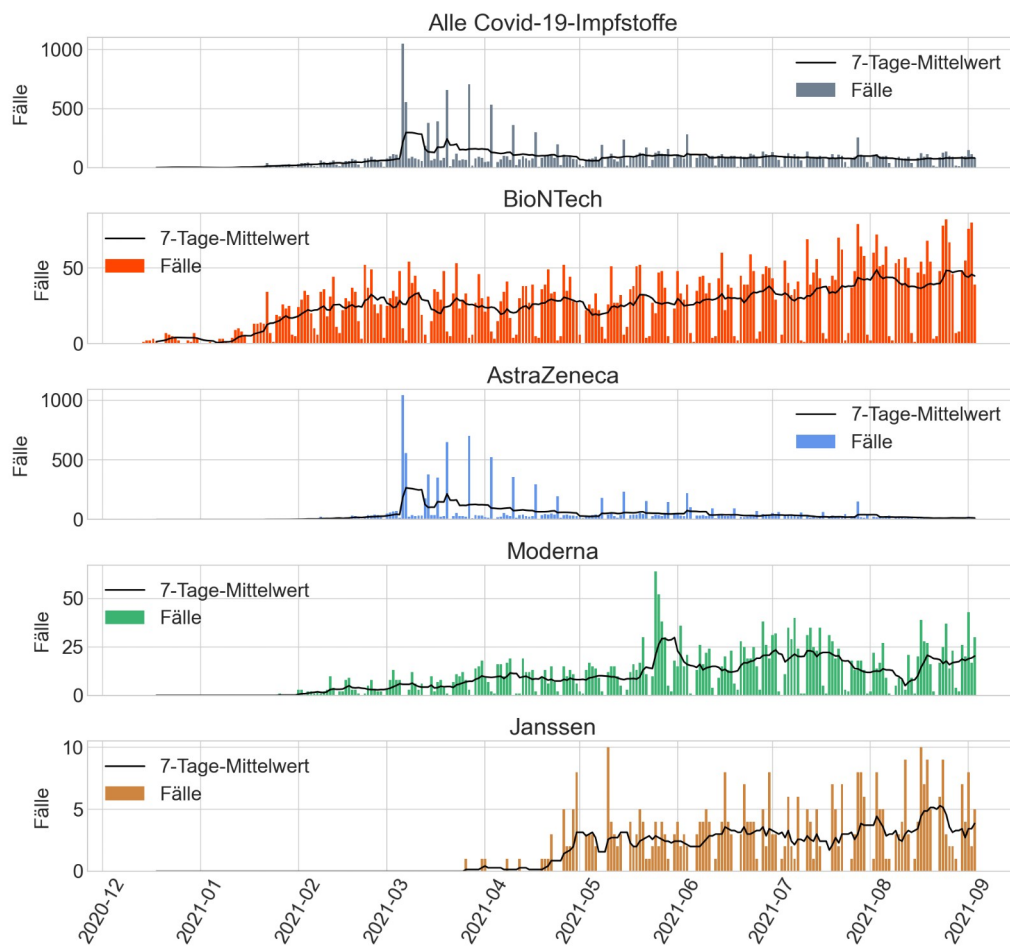 Alle Covid-19-Impfstoffe
1000
500
0
Fälle
7-Tage-Mittelwert
Fälle
BioNTech
50
0
Fälle
7-Tage-Mittelwert
Fälle
AstraZeneca
1000
500
0
Fälle
7-Tage-Mittelwert
Fälle
Moderna
50
25
0
Fälle
7-Tage-Mittelwert
Fälle
Janssen
10
5
0
Fälle
7-Tage-Mittelwert
Fälle
2020-12
2021-01
2021-02
2021-03
2021-04
2021-05
2021-06
2021-07
2021-08
2021-09